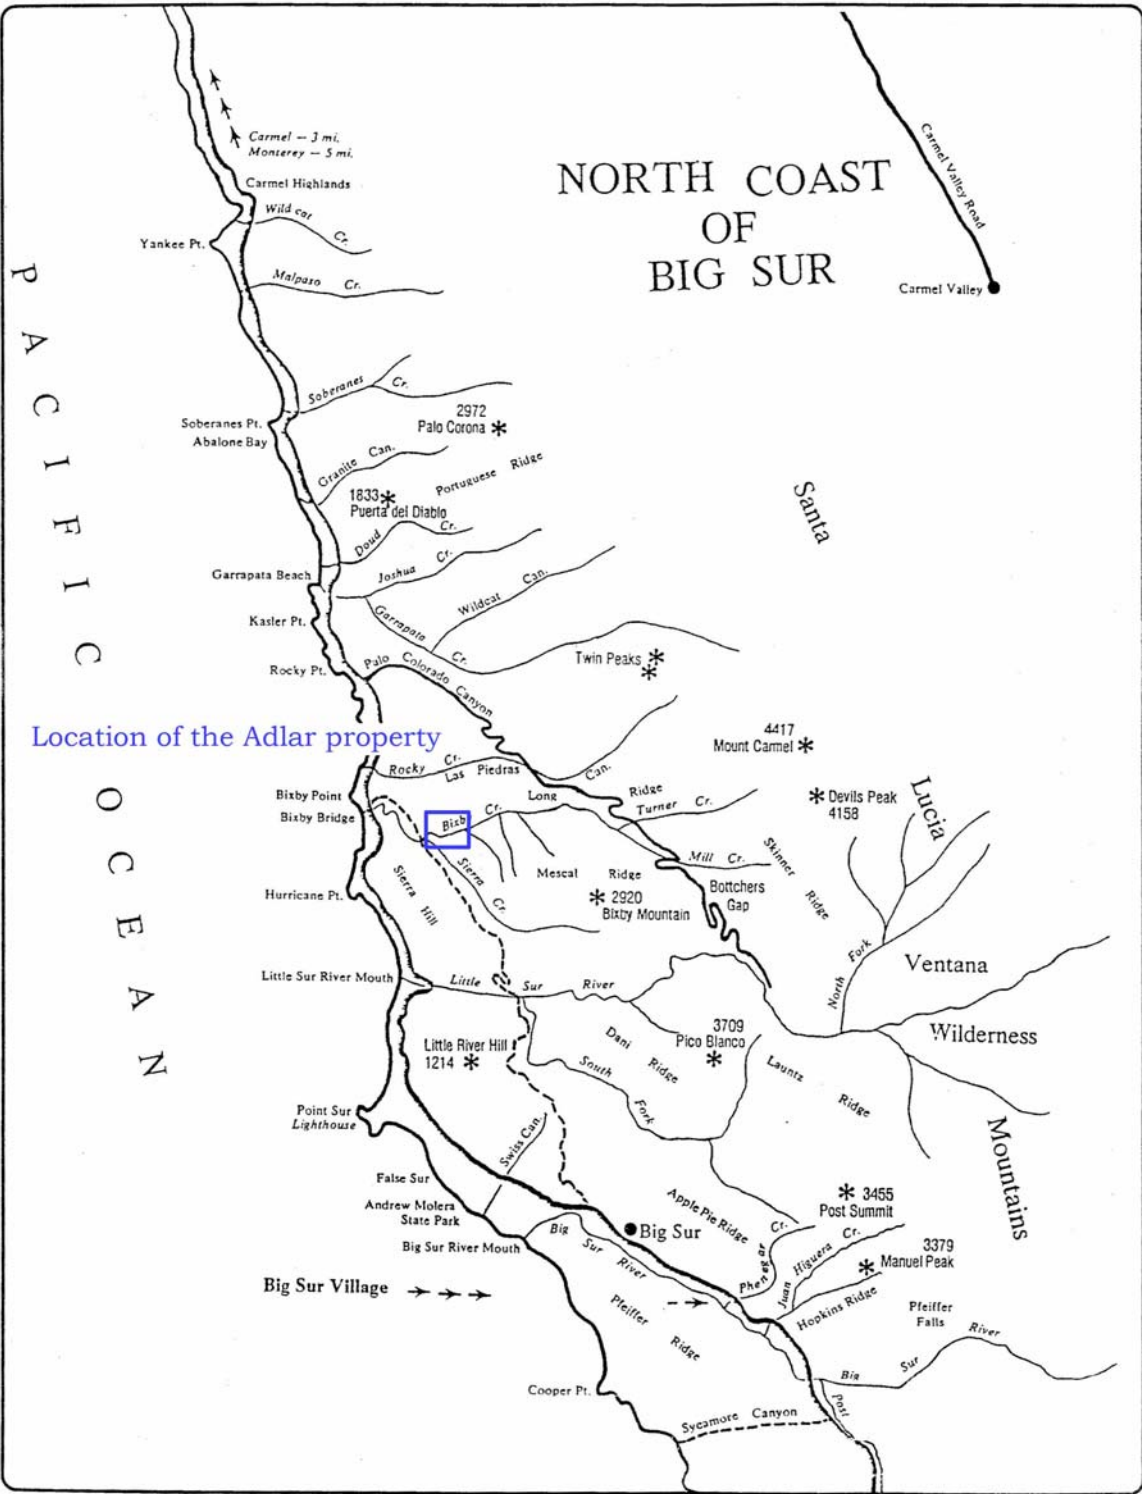 Carmel — 3 mi.
Monterey — 5 mi.
Carmel Highlands
NORTH COAST
OF
BIG SUR
Carmel Valley Road
Carmel Valley
Wild cat Cr.
Yankee Pt.
Malpaso Cr.
PACIFIC OCEAN
Soberanes Cr.
2972
Palo Corona
Soberanes Pt.
Abalone Bay
Granite Can.
Portuguese Ridge
1833
Puerta del Diablo
Santa Lucia Mountains
Doud Cr.
Joshua Cr.
Garrapata Beach
Wildcat Can.
Kasler Pt.
Garrapata Cr.
Twin Peaks
Rocky Pt.
Palo Colorado Canyon
Location of the Adlar property
4417
Mount Carmel
Rocky Cr.
Las Piedras Can.
Bixby Point
Bixby Bridge
Long Ridge
Turner Cr.
Devils Peak
4158
Bixb Cr.
Sierra Cr.
Mill Cr.
Skinner Ridge
Mescal Ridge
Sierra Hill
Hurricane Pt.
2920
Bixby Mountain
Bottchers
Gap
North Fork
Ventana
Wilderness
Little Sur River Mouth
Little Sur River
Little River Hill
1214
Dani Ridge
3709
Pico Blanco
Launtz Ridge
South Fork
Point Sur
Lighthouse
Swiss Can.
False Sur
Andrew Molera
State Park
Apple Pie Ridge
3455
Post Summit
Big Sur River Mouth
Big Sur River
Big Sur
Phenegar Cr.
Juan Higuera Cr.
3379
Manuel Peak
Big Sur Village
Pfeiffer Ridge
Hopkins Ridge
Pfeiffer
Falls
Big Sur River
Cooper Pt.
Post
Sycamore Canyon